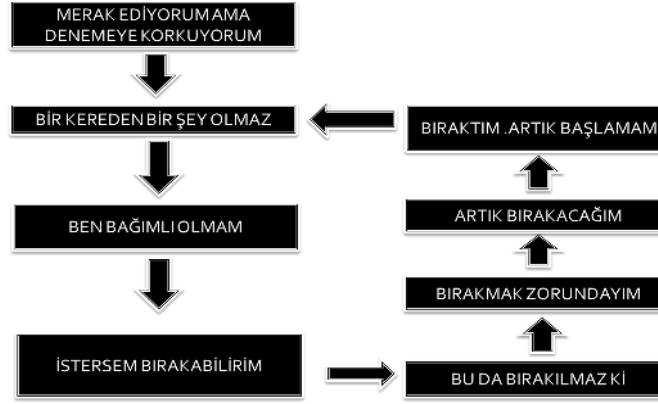 MERAK EDİYORUM AMA
DENEMEYE KORKUYORUM
BİR KEREDEN BİR ŞEY OLMAZ
BEN BAĞIMLI OLMAM
İSTERSEM BIRAKABİLİRİM
BU DA BIRAKILMAZ Kİ
BIRAKMAK ZORUNDAYIM
ARTIK BIRAKACAĞIM
BIRAKTIM .ARTIK BAŞLAMAM